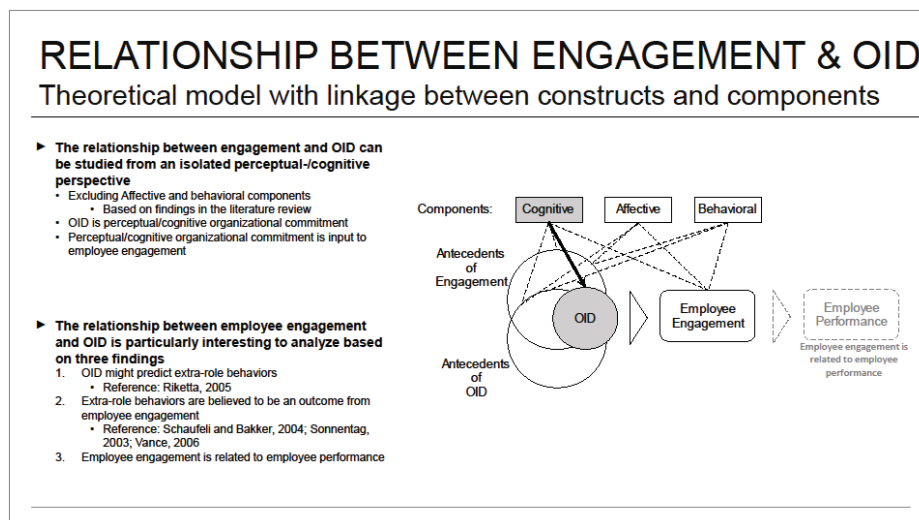 RELATIONSHIP BETWEEN ENGAGEMENT & OID
Theoretical model with linkage between constructs and components
► The relationship between engagement and OID can
be studied from an isolated perceptual-/cognitive
perspective
• Excluding Affective and behavioral components
• Based on findings in the literature review
• OID is perceptual/cognitive organizational commitment
• Perceptual/cognitive organizational commitment is input to
employee engagement
► The relationship between employee engagement
and OID is particularly interesting to analyze based
on three findings
1. OID might predict extra-role behaviors
• Reference: Riketta, 2005
2. Extra-role behaviors are believed to be an outcome from
employee engagement
• Reference: Schaufeli and Bakker, 2004; Sonnentag,
2003; Vance, 2006
3. Employee engagement is related to employee performance
Components:
Cognitive
Affective
Behavioral
Antecedents
of
Engagement
OID
Employee
Engagement
Employee
Performance
Employee engagement is
related to employee
performance
Antecedents
of
OID